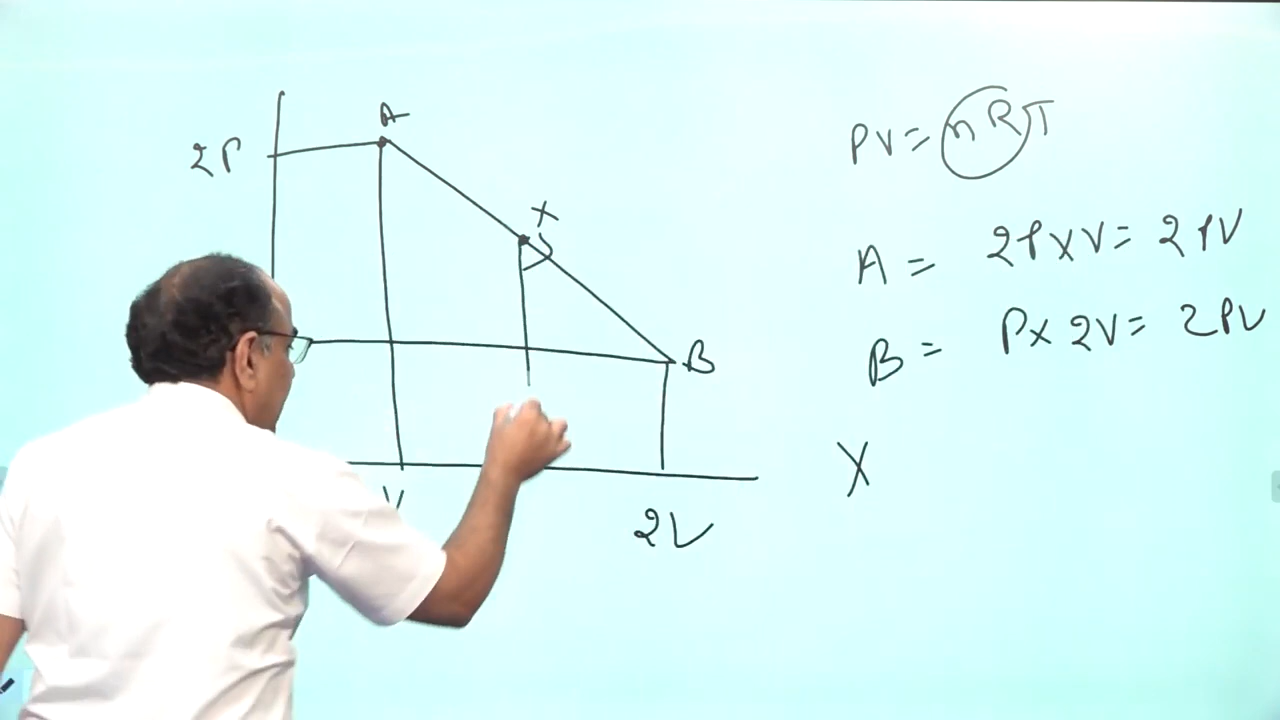 A
2P
X
B
V
2V
PV = nRT
A = 2P x V = 2PV
B = P x 2V = 2PV
X